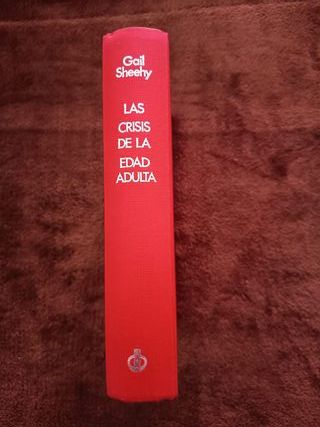 Gail
Sheehy
LAS
CRISIS
DE LA
EDAD
ADULTA